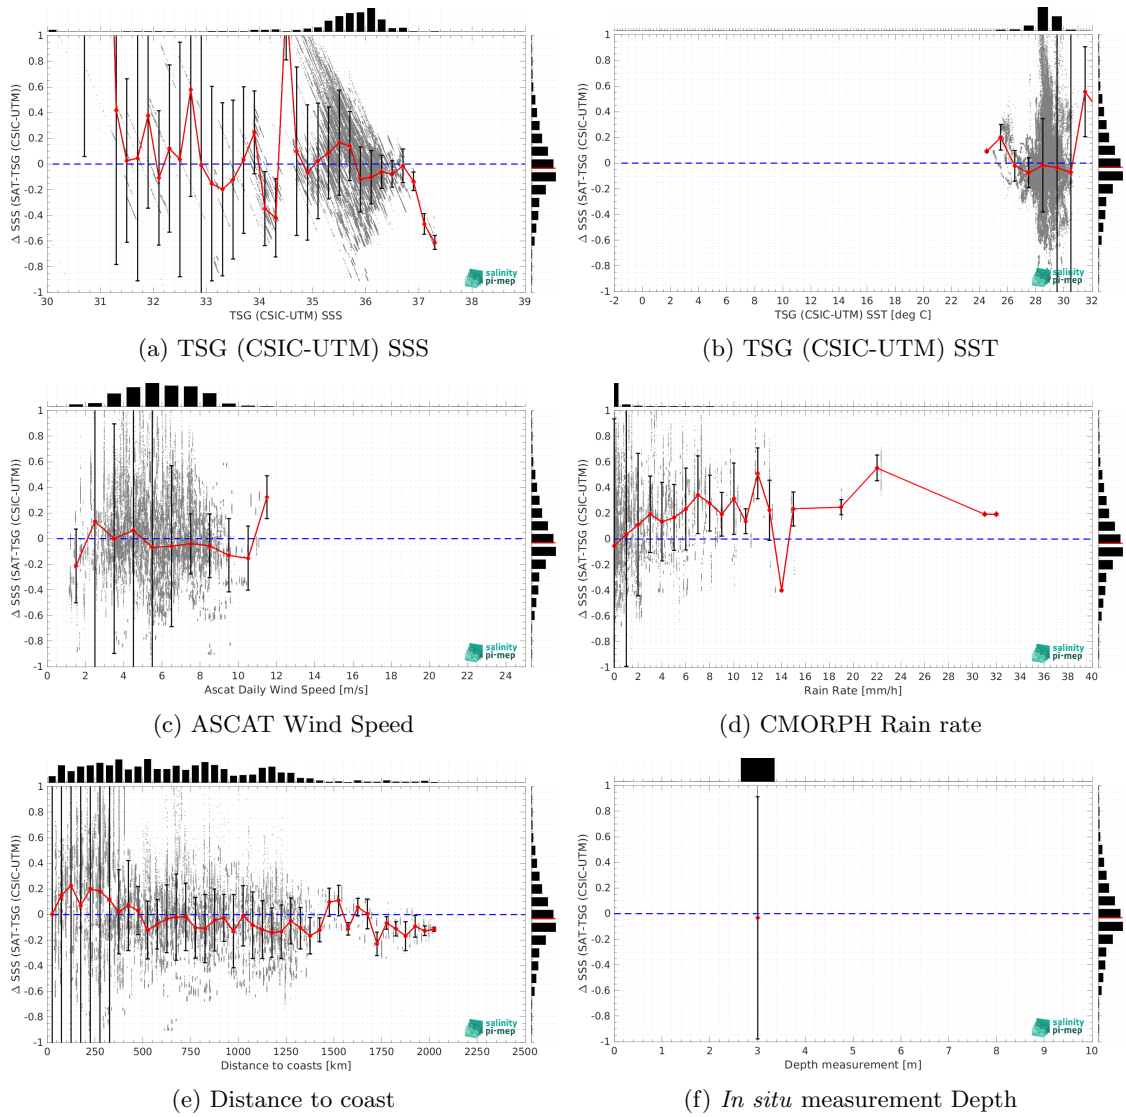 1
0.8
0.6
0.4
0.2
0
-0.2
-0.4
-0.6
-0.8
-1
Δ SSS (SAT-TSG (CSIC-UTM))
30 31 32 33 34 35 36 37 38 39
TSG (CSIC-UTM) SSS
salinity
pi-mep
(a) TSG (CSIC-UTM) SSS
1
0.8
0.6
0.4
0.2
0
-0.2
-0.4
-0.6
-0.8
-1
Δ SSS (SAT-TSG (CSIC-UTM))
-2 0 2 4 6 8 10 12 14 16 18 20 22 24 26 28 30 32
TSG (CSIC-UTM) SST [deg C]
salinity
pi-mep
(b) TSG (CSIC-UTM) SST
1
0.8
0.6
0.4
0.2
0
-0.2
-0.4
-0.6
-0.8
-1
Δ SSS (SAT-TSG (CSIC-UTM))
0 2 4 6 8 10 12 14 16 18 20 22 24
Ascat Daily Wind Speed [m/s]
salinity
pi-mep
(c) ASCAT Wind Speed
1
0.8
0.6
0.4
0.2
0
-0.2
-0.4
-0.6
-0.8
-1
Δ SSS (SAT-TSG (CSIC-UTM))
0 2 4 6 8 10 12 14 16 18 20 22 24 26 28 30 32 34 36 38 40
Rain Rate [mm/h]
salinity
pi-mep
(d) CMORPH Rain rate
1
0.8
0.6
0.4
0.2
0
-0.2
-0.4
-0.6
-0.8
-1
Δ SSS (SAT-TSG (CSIC-UTM))
0 250 500 750 1000 1250 1500 1750 2000 2250 2500
Distance to coasts [km]
salinity
pi-mep
(e) Distance to coast
1
0.8
0.6
0.4
0.2
0
-0.2
-0.4
-0.6
-0.8
-1
Δ SSS (SAT-TSG (CSIC-UTM))
0 1 2 3 4 5 6 7 8 9 10
Depth measurement [m]
salinity
pi-mep
(f) In situ measurement Depth